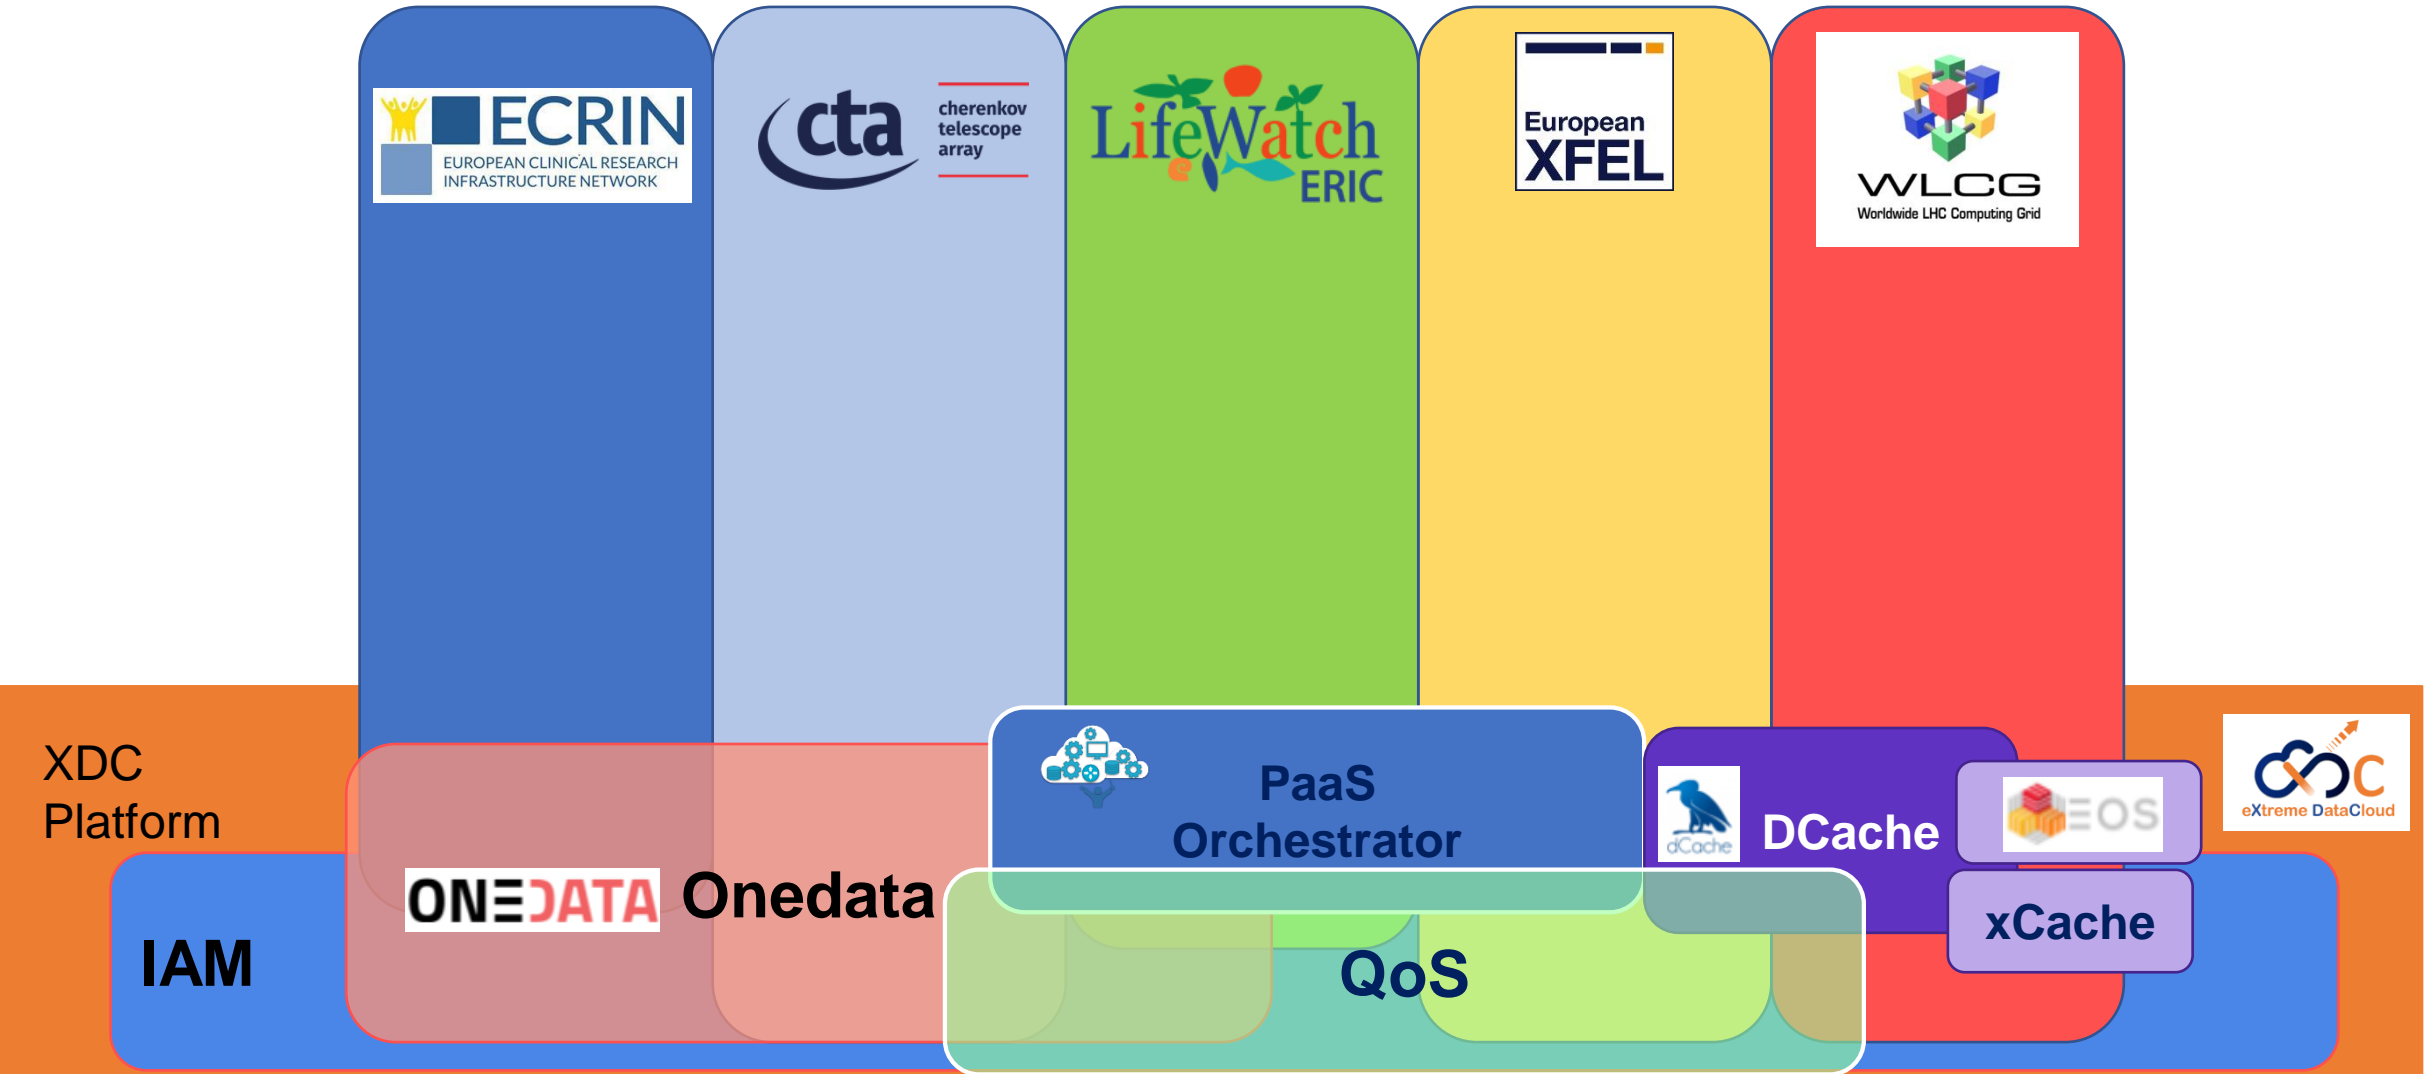 ECRIN
EUROPEAN CLINICAL RESEARCH
INFRASTRUCTURE NETWORK
cta
cherenkov
telescope
array
LifeWatch
ERIC
European
XFEL
WLCG
Worldwide LHC Computing Grid
XDC
Platform
IAM
ONEDATA
Onedata
PaaS
Orchestrator
QoS
dCache
DCache
EOS
xCache
XDC
eXtreme DataCloud